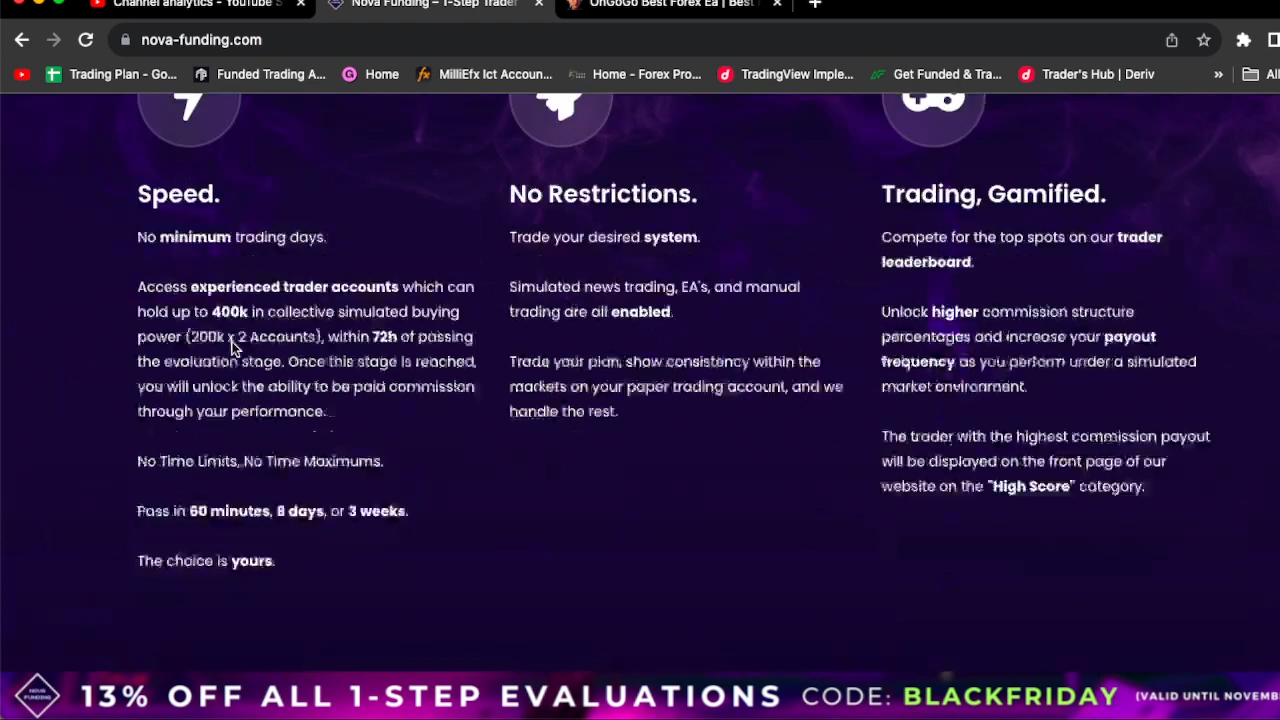 Channel analytics - YouTube S
Nova Funding – 1-Step Trader
OnGoGo Best Forex Ea | Best
nova-funding.com
Trading Plan - Go...
Funded Trading A...
Home
MilliEfx Ict Accoun...
Home - Forex Pro...
TradingView Imple...
Get Funded & Tra...
Trader's Hub | Deriv
»
All
Speed.
No minimum trading days.
Access experienced trader accounts which can
hold up to 400k in collective simulated buying
power (200k x 2 Accounts), within 72h of passing
the evaluation stage. Once this stage is reached,
you will unlock the ability to be paid commission
through your performance.
No Time Limits, No Time Maximums.
Pass in 60 minutes, 8 days, or 3 weeks.
The choice is yours.
No Restrictions.
Trade your desired system.
Simulated news trading, EA's, and manual
trading are all enabled.
Trade your plan, show consistency within the
markets on your paper trading account, and we
handle the rest.
Trading, Gamified.
Compete for the top spots on our trader
leaderboard.
Unlock higher commission structure
percentages and increase your payout
frequency as you perform under a simulated
market environment.
The trader with the highest commission payout
will be displayed on the front page of our
website on the "High Score" category.
NOVA
FUNDING
13% OFF ALL 1-STEP EVALUATIONS CODE: BLACKFRIDAY (VALID UNTIL NOVEMB